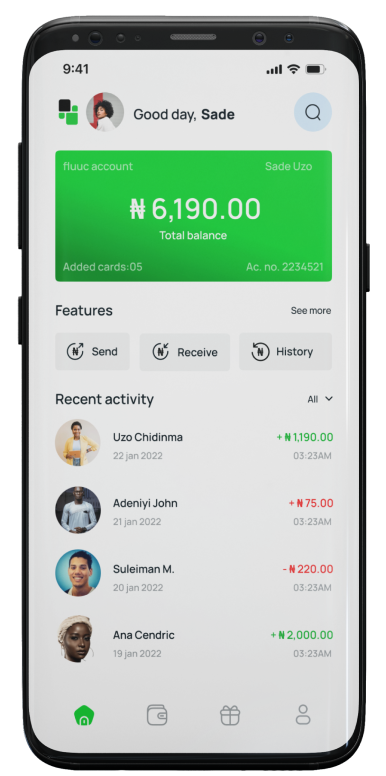 9:41
Good day, Sade
fluuc account Sade Uzo
₦ 6,190.00
Total balance
Added cards:05 Ac. no. 2234521
Features See more
Send Receive History
Recent activity All
Uzo Chidinma + ₦ 1,190.00
22 jan 2022 03:23AM
Adeniyi John + ₦ 75.00
21 jan 2022 03:23AM
Suleiman M. - ₦ 220.00
20 jan 2022 03:23AM
Ana Cendric + ₦ 2,000.00
19 jan 2022 03:23AM